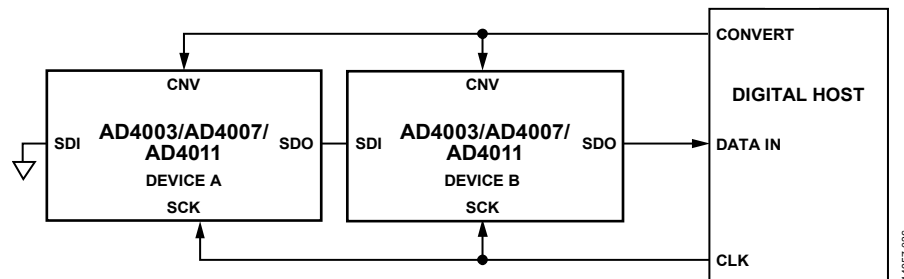 CONVERT
CNV
CNV
DIGITAL HOST
SDI
AD4003/AD4007/
AD4011
SDO
SDI
AD4003/AD4007/
AD4011
SDO
DATA IN
DEVICE A
DEVICE B
SCK
SCK
CLK